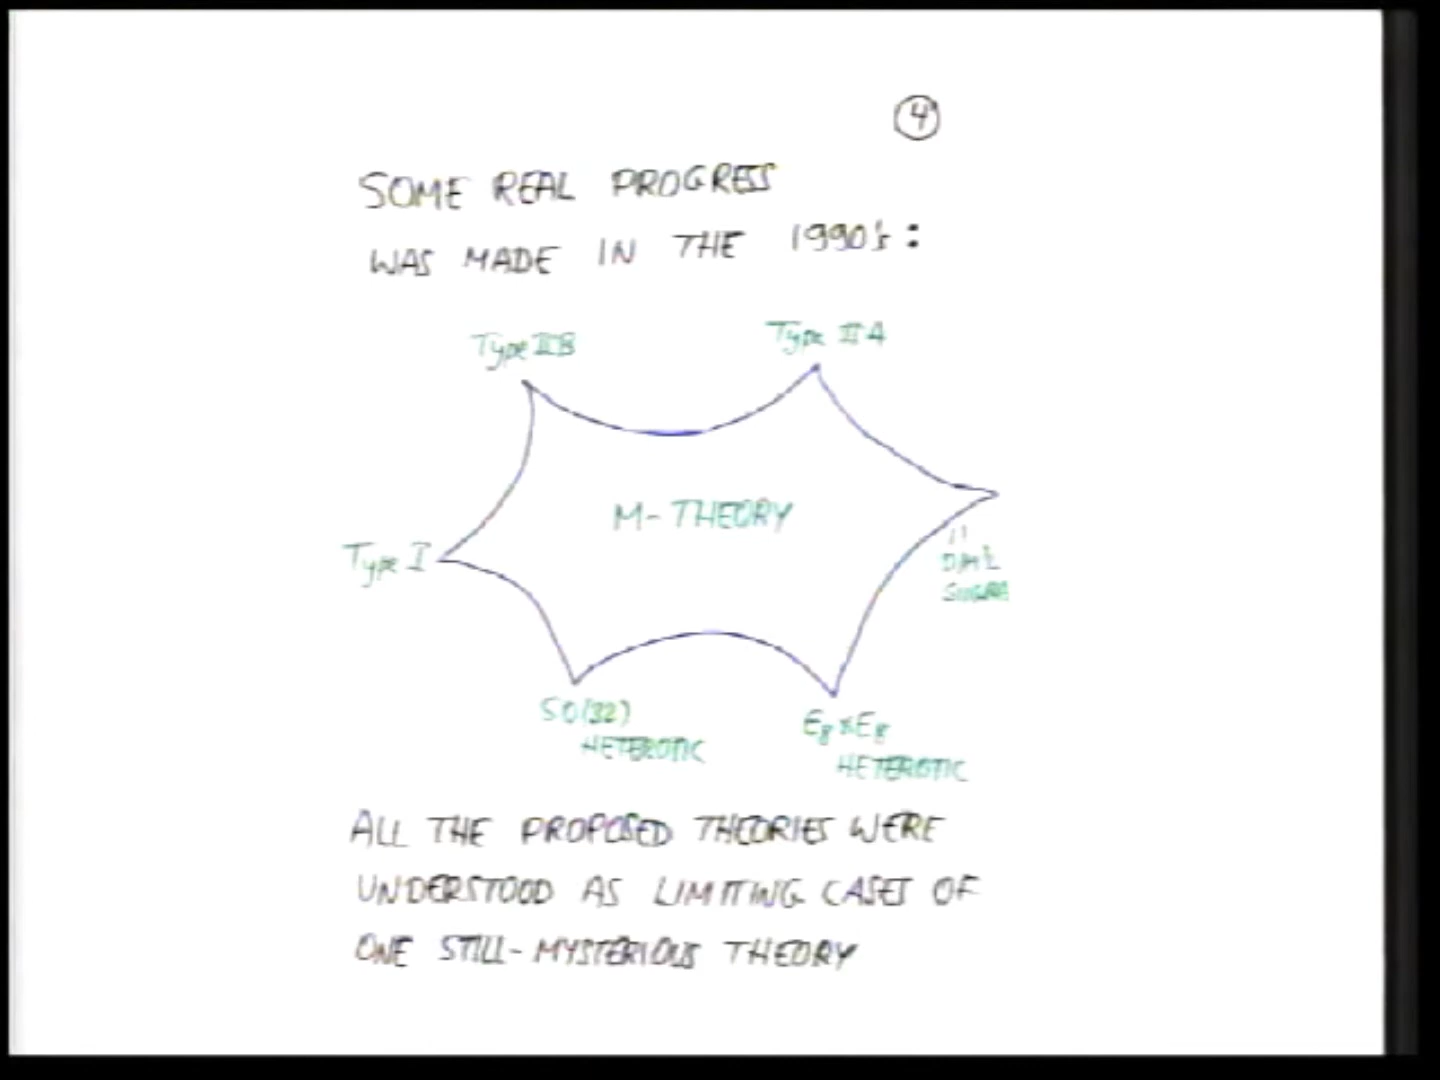 4
SOME REAL PROGRESS
WAS MADE IN THE 1990's:
Type IIB
Type IIA
M-THEORY
Type I
11
DIM'L
SUGRA
SO(32)
HETEROTIC
E8 x E8
HETEROTIC
ALL THE PROPOSED THEORIES WERE
UNDERSTOOD AS LIMITING CASES OF
ONE STILL-MYSTERIOUS THEORY